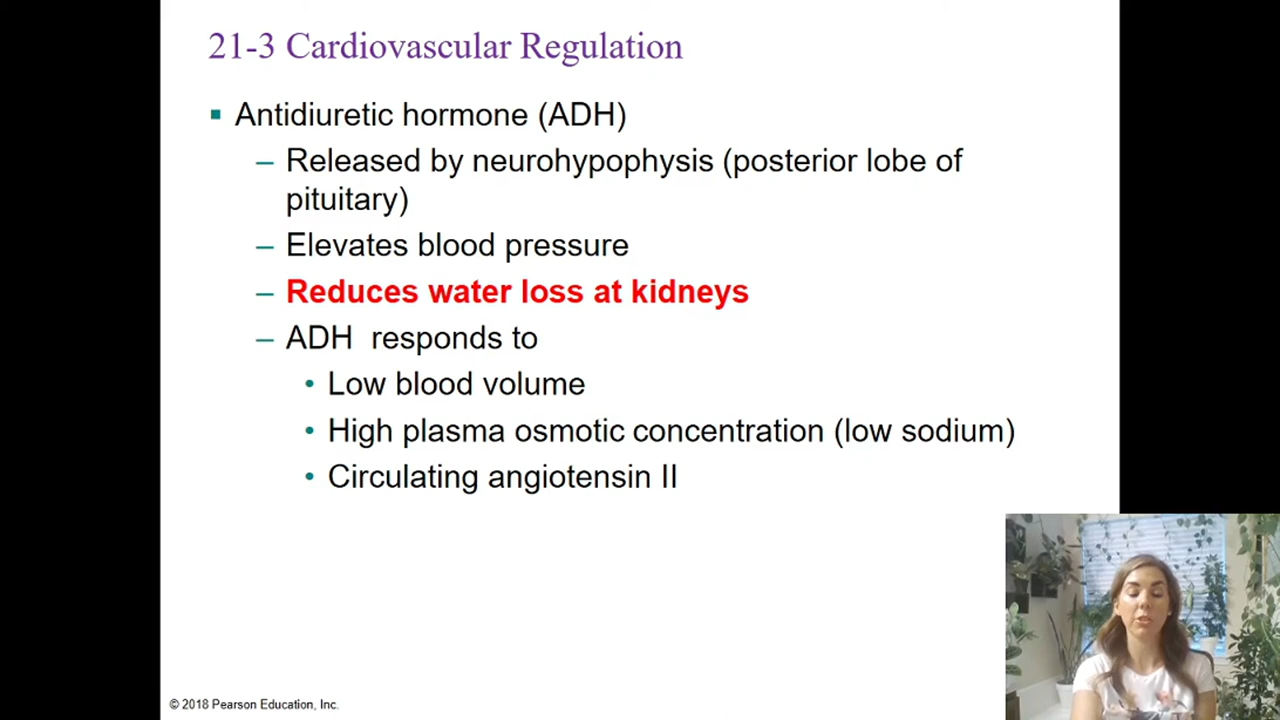 21-3 Cardiovascular Regulation
▪ Antidiuretic hormone (ADH)
– Released by neurohypophysis (posterior lobe of
pituitary)
– Elevates blood pressure
– Reduces water loss at kidneys
– ADH responds to
• Low blood volume
• High plasma osmotic concentration (low sodium)
• Circulating angiotensin II
© 2018 Pearson Education, Inc.